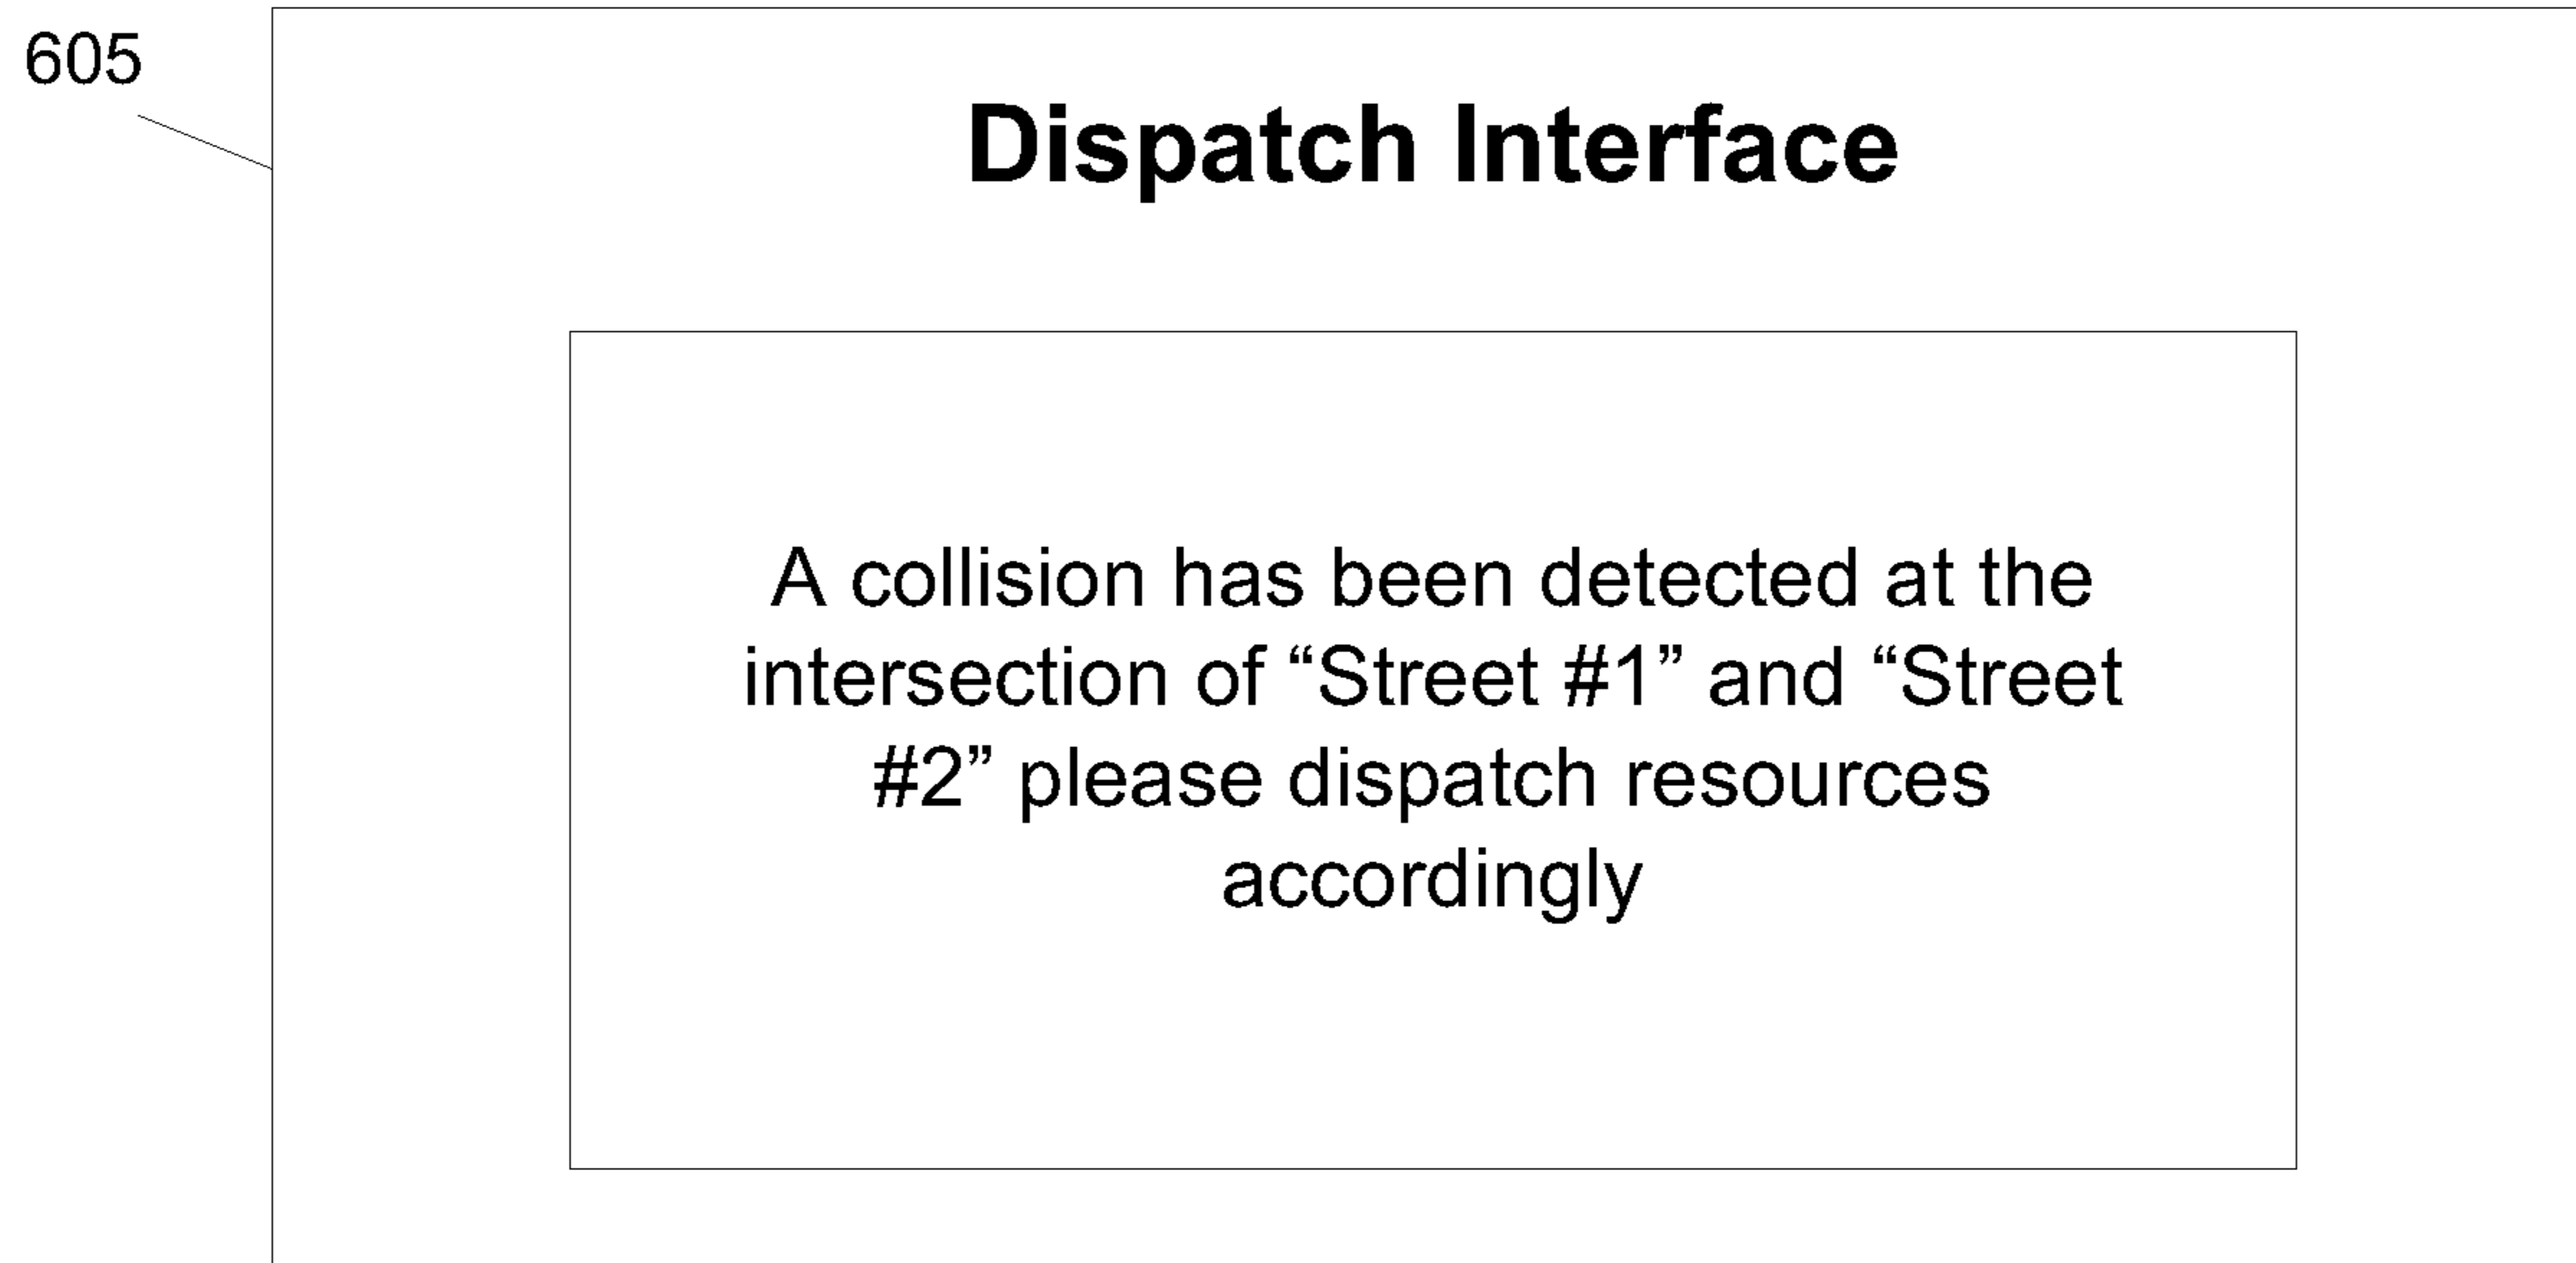 605
Dispatch Interface
A collision has been detected at the
intersection of “Street #1” and “Street
#2” please dispatch resources
accordingly